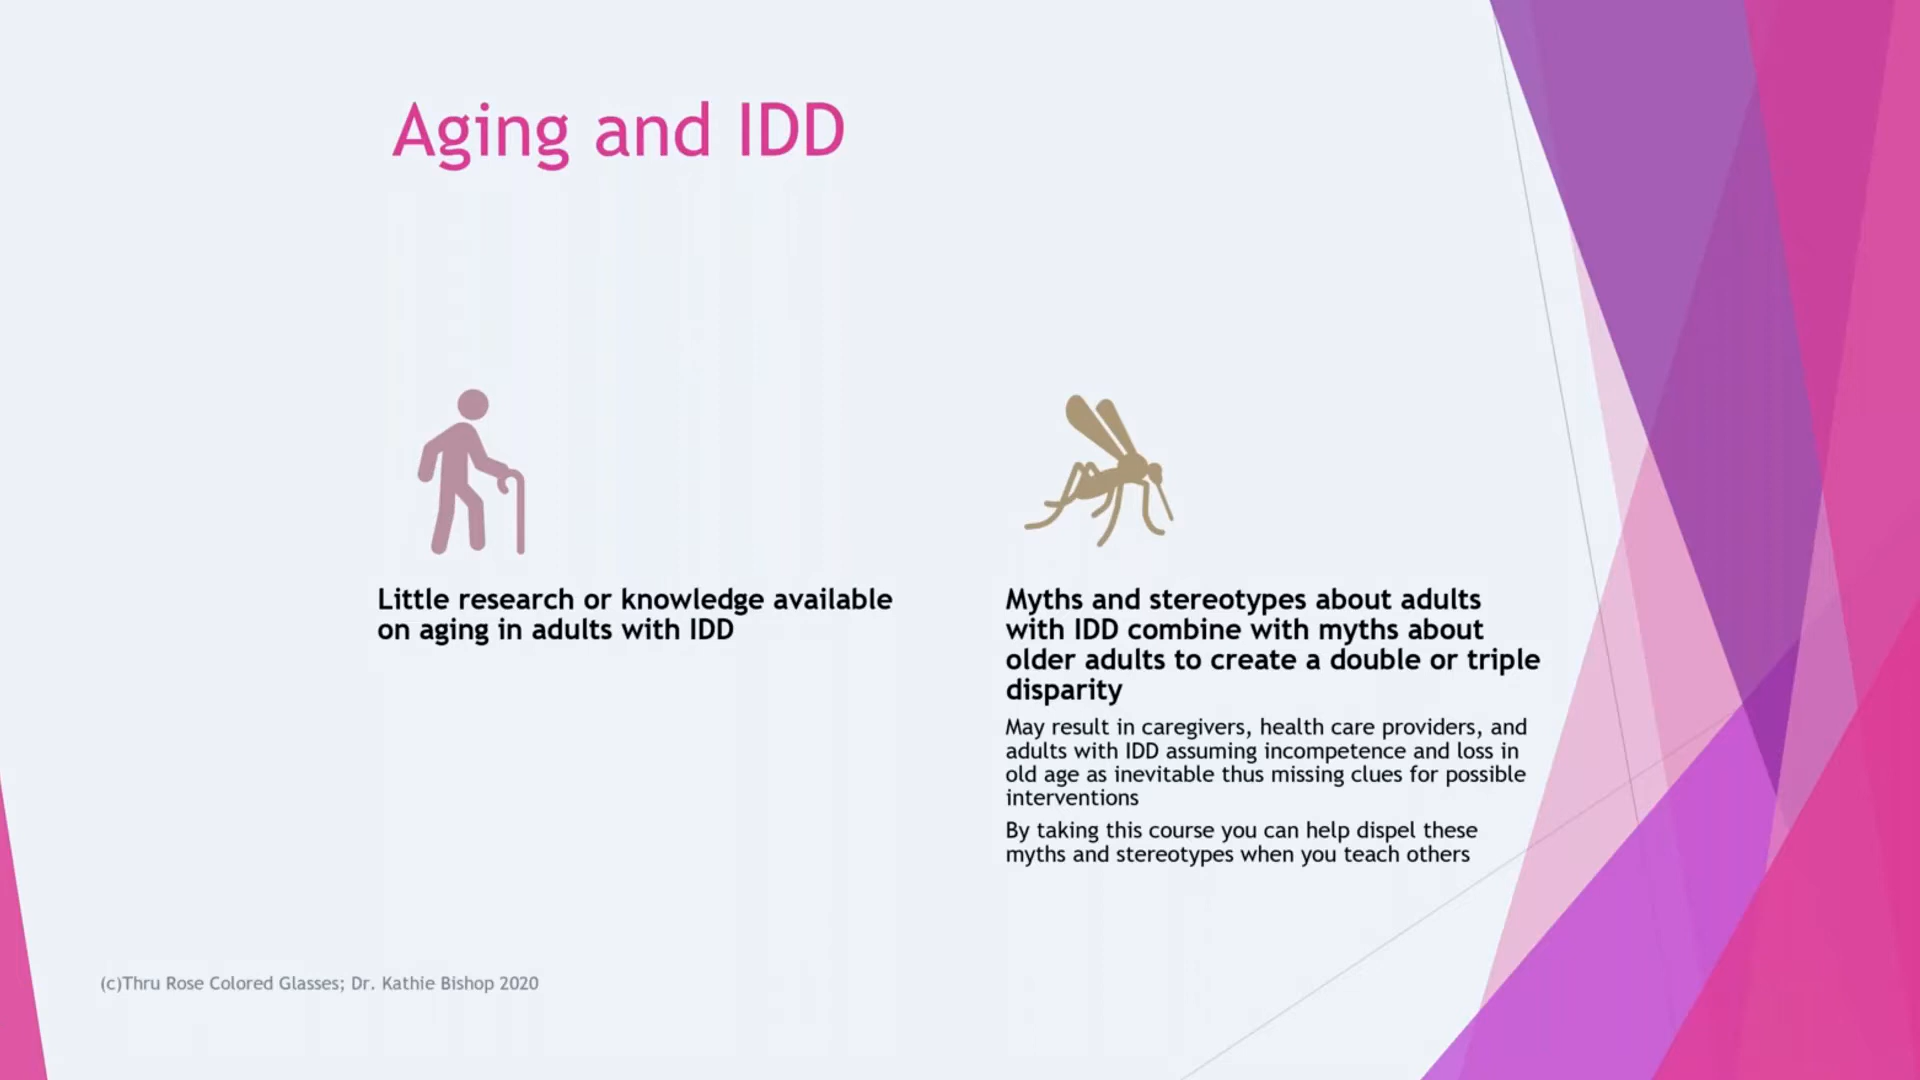 Aging and IDD
Little research or knowledge available
on aging in adults with IDD
Myths and stereotypes about adults
with IDD combine with myths about
older adults to create a double or triple
disparity
May result in caregivers, health care providers, and
adults with IDD assuming incompetence and loss in
old age as inevitable thus missing clues for possible
interventions
By taking this course you can help dispel these
myths and stereotypes when you teach others
(c)Thru Rose Colored Glasses; Dr. Kathie Bishop 2020